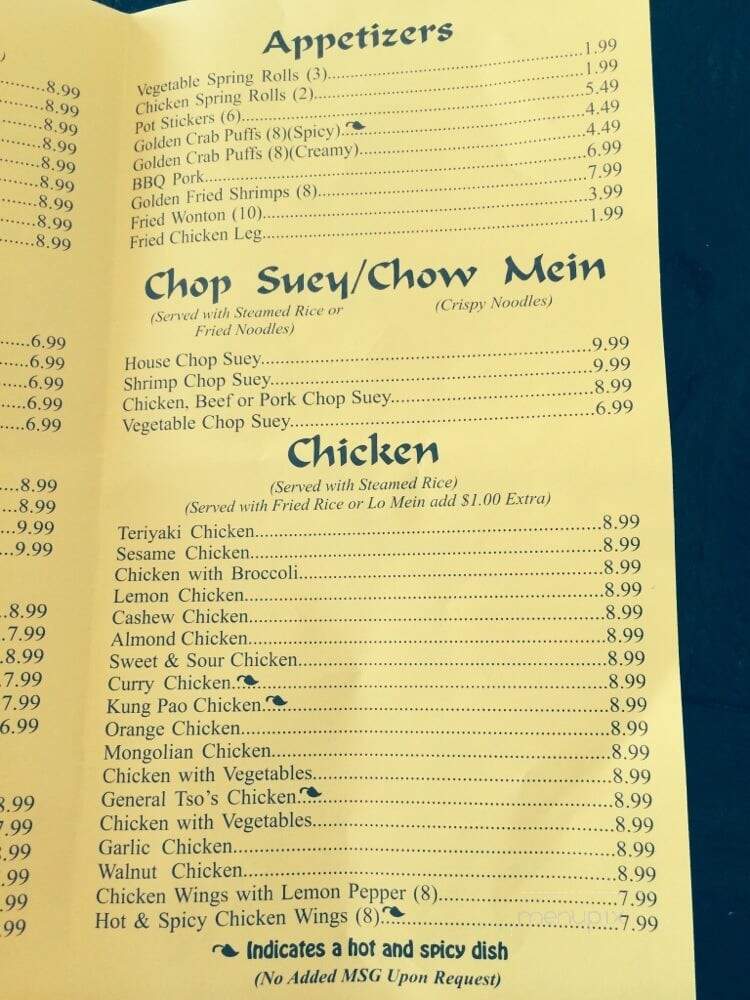 ...8.99
...8.99
...8.99
...8.99
...8.99
...8.99
...8.99
...8.99
...8.99
...6.99
...6.99
...6.99
...6.99
...6.99
...8.99
...8.99
...9.99
...9.99
..8.99
.7.99
.8.99
.7.99
7.99
6.99
8.99
7.99
.99
.99
.99
99
Appetizers
Vegetable Spring Rolls (3)...1.99
Chicken Spring Rolls (2)...1.99
Pot Stickers (6)...5.49
Golden Crab Puffs (8)(Spicy)...4.49
Golden Crab Puffs (8)(Creamy)...4.49
BBQ Pork...6.99
Golden Fried Shrimps (8)...7.99
Fried Wonton (10)...3.99
Fried Chicken Leg...1.99
Chop Suey/Chow Mein
(Served with Steamed Rice or (Crispy Noodles)
Fried Noodles)
House Chop Suey...9.99
Shrimp Chop Suey...9.99
Chicken, Beef or Pork Chop Suey...8.99
Vegetable Chop Suey...6.99
Chicken
(Served with Steamed Rice)
(Served with Fried Rice or Lo Mein add $1.00 Extra)
Teriyaki Chicken...8.99
Sesame Chicken...8.99
Chicken with Broccoli...8.99
Lemon Chicken...8.99
Cashew Chicken...8.99
Almond Chicken...8.99
Sweet & Sour Chicken...8.99
Curry Chicken...8.99
Kung Pao Chicken...8.99
Orange Chicken...8.99
Mongolian Chicken...8.99
Chicken with Vegetables...8.99
General Tso's Chicken...8.99
Chicken with Vegetables...8.99
Garlic Chicken...8.99
Walnut Chicken...8.99
Chicken Wings with Lemon Pepper (8)...7.99
Hot & Spicy Chicken Wings (8)...7.99
menupix
Indicates a hot and spicy dish
(No Added MSG Upon Request)